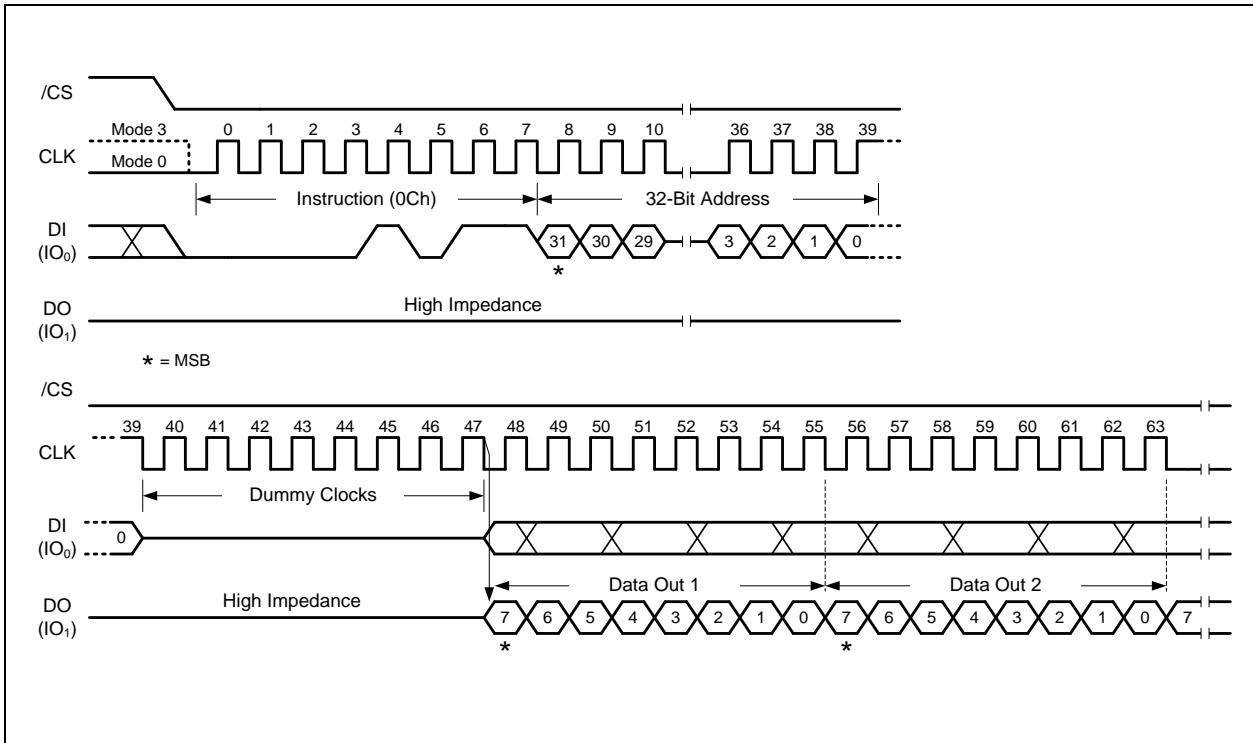 /CS
Mode 3 0 1 2 3 4 5 6 7 8 9 10 36 37 38 39
CLK Mode 0
Instruction (0Ch) 32-Bit Address
DI
(IO₀) 31 30 29 3 2 1 0
*
DO High Impedance
(IO₁)
* = MSB
/CS
39 40 41 42 43 44 45 46 47 48 49 50 51 52 53 54 55 56 57 58 59 60 61 62 63
CLK
Dummy Clocks
DI
(IO₀) 0
Data Out 1 Data Out 2
DO High Impedance
(IO₁) 7 6 5 4 3 2 1 0 7 6 5 4 3 2 1 0 7
* *